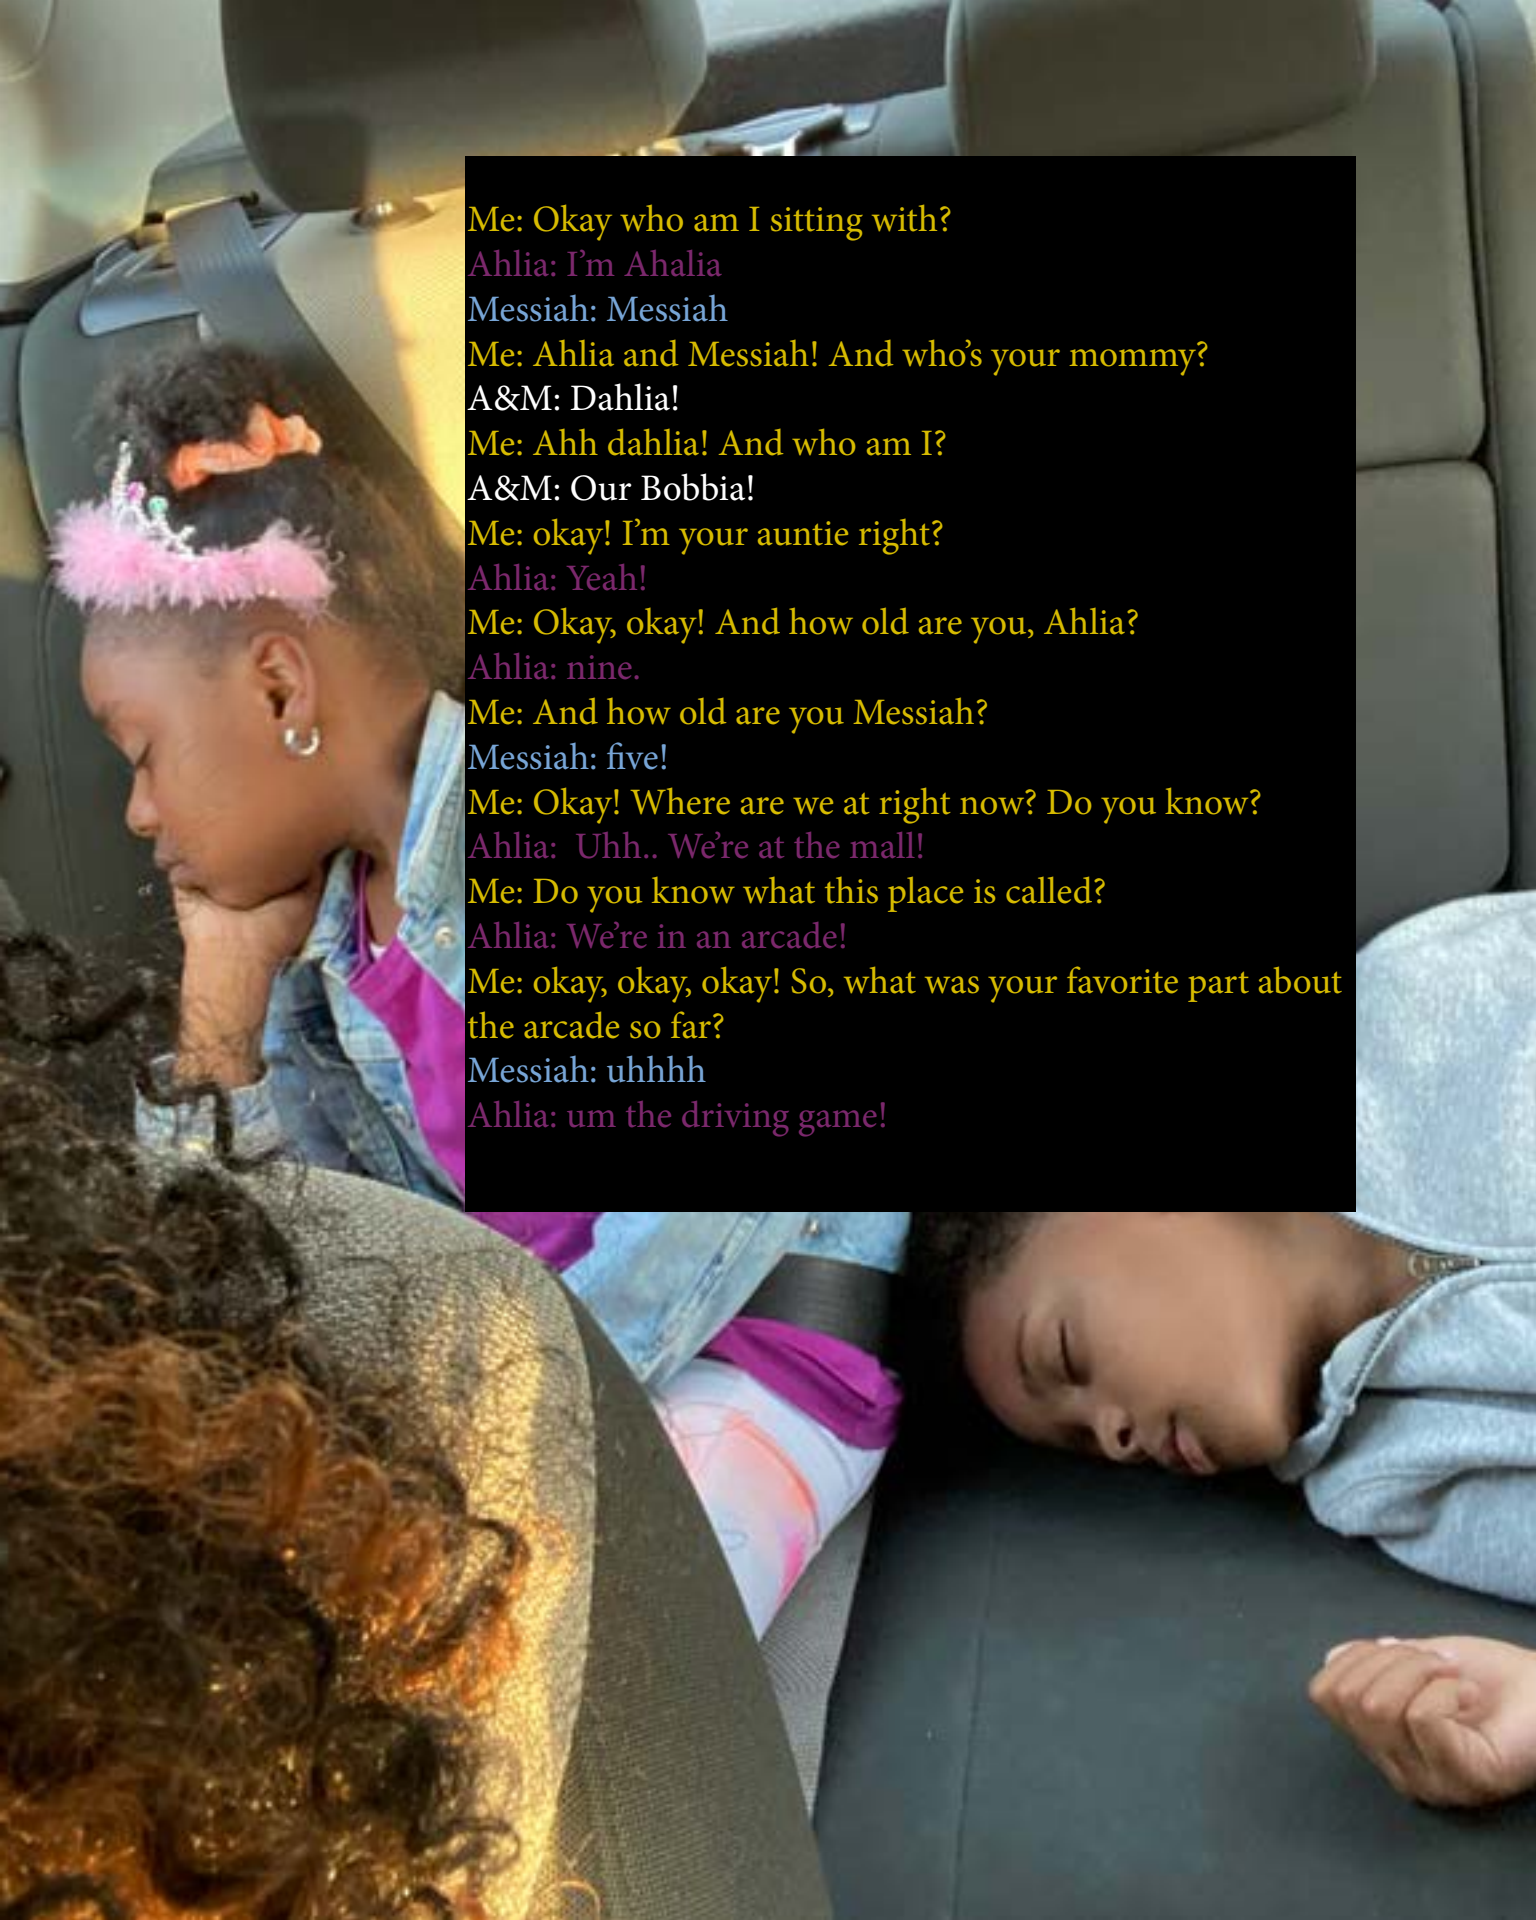 Me: Okay who am I sitting with?
Ahlia: I’m Ahalia
Messiah: Messiah
Me: Ahlia and Messiah! And who’s your mommy?
A&M: Dahlia!
Me: Ahh dahlia! And who am I?
A&M: Our Bobbia!
Me: okay! I’m your auntie right?
Ahlia: Yeah!
Me: Okay, okay! And how old are you, Ahlia?
Ahlia: nine.
Me: And how old are you Messiah?
Messiah: five!
Me: Okay! Where are we at right now? Do you know?
Ahlia:  Uhh.. We’re at the mall!
Me: Do you know what this place is called?
Ahlia: We’re in an arcade!
Me: okay, okay, okay! So, what was your favorite part about
the arcade so far?
Messiah: uhhhh
Ahlia: um the driving game!